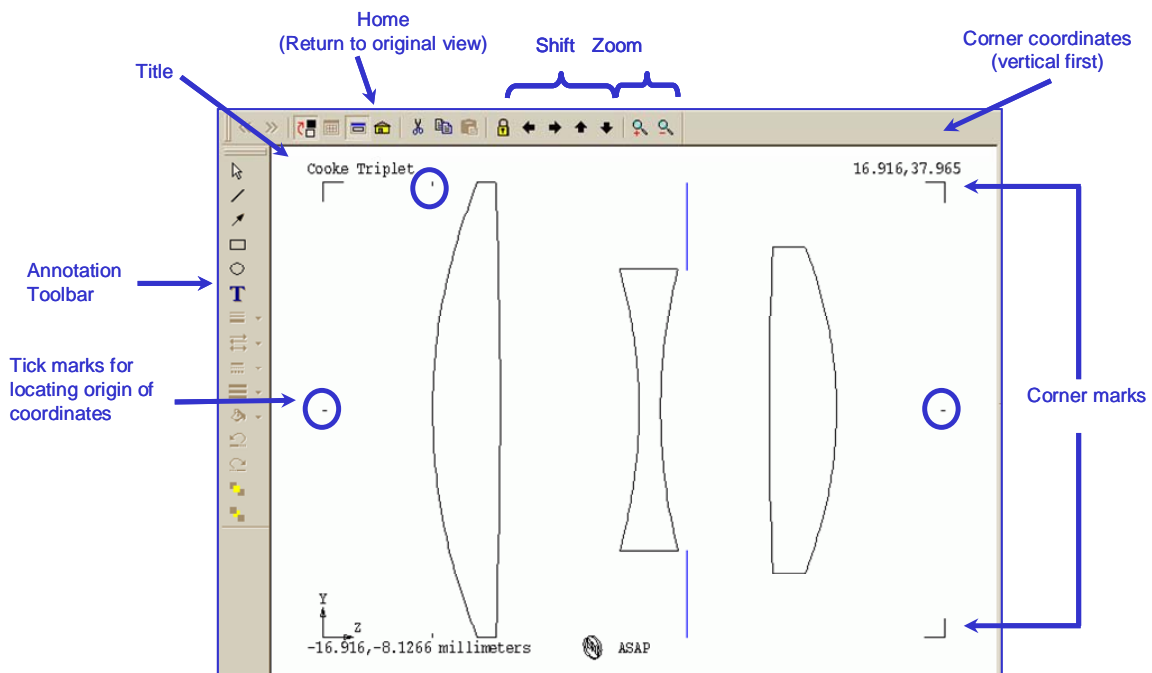 Home
(Return to original view)
Shift Zoom
Corner coordinates
(vertical first)
Title
Cooke Triplet
16.916,37.965
T
Annotation
Toolbar
Tick marks for
locating origin of
coordinates
Corner marks
Y
Z
-16.916,-8.1266 millimeters
ASAP